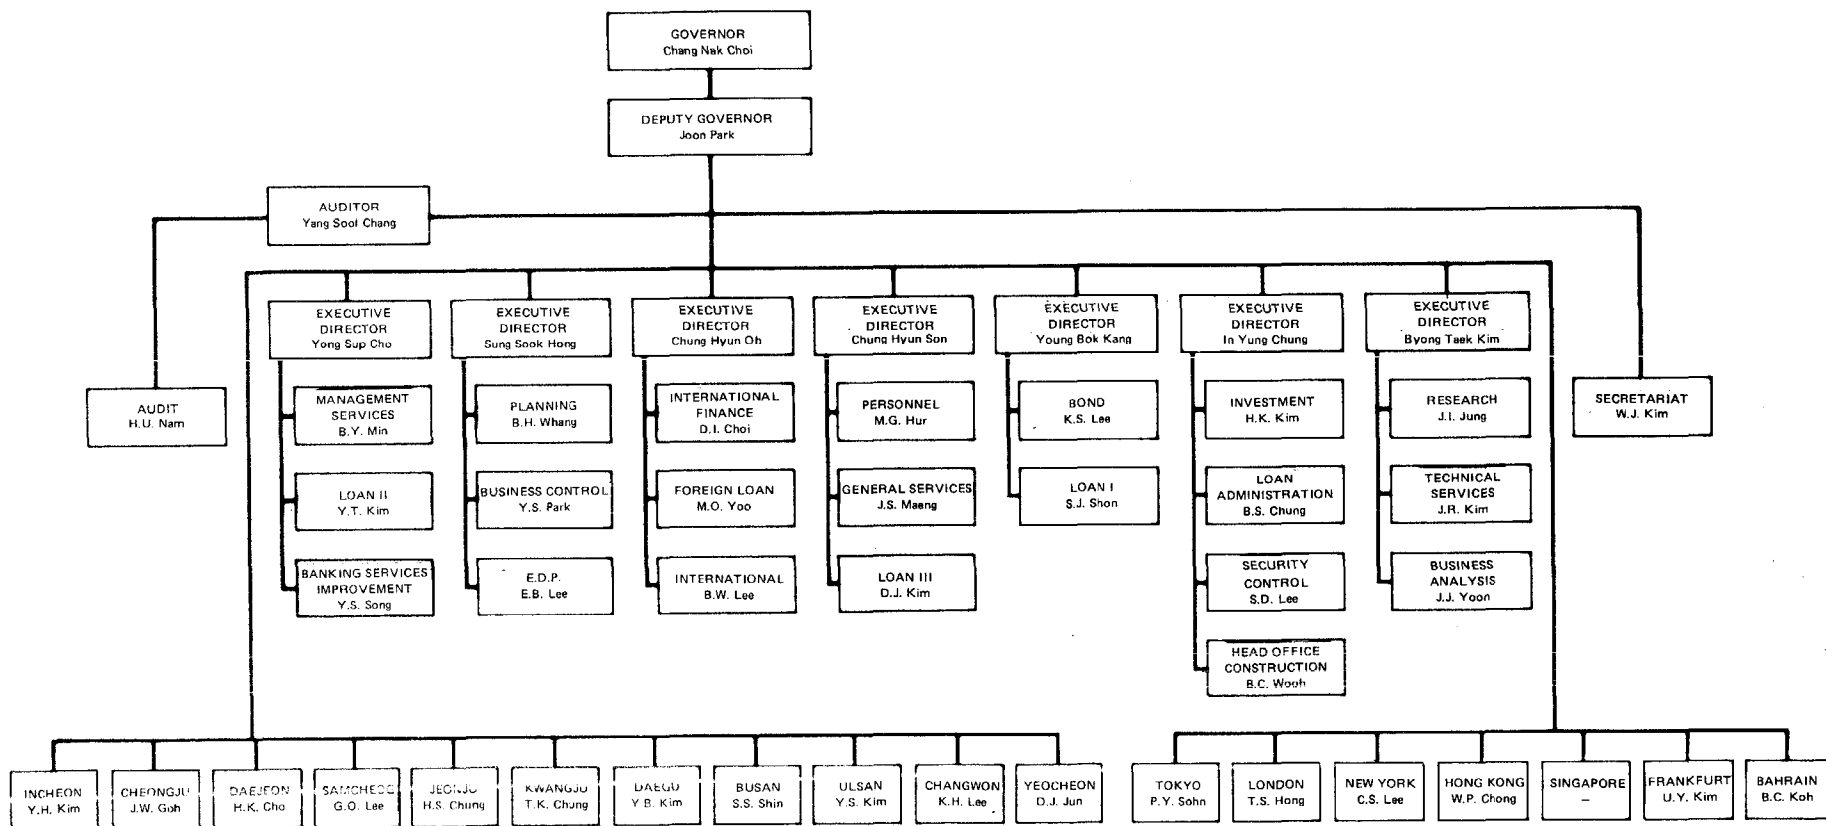 GOVERNOR
Chang Nak Choi
DEPUTY GOVERNOR
Joon Park
AUDITOR
Yang Soot Chang
EXECUTIVE
DIRECTOR
Yong Sup Cho
EXECUTIVE
DIRECTOR
Sung Sook Hong
EXECUTIVE
DIRECTOR
Chung Hyun Oh
EXECUTIVE
DIRECTOR
Chung Hyun Son
EXECUTIVE
DIRECTOR
Young Bok Kang
EXECUTIVE
DIRECTOR
In Yung Chung
EXECUTIVE
DIRECTOR
Byong Taek Kim
AUDIT
H.U. Nam
MANAGEMENT
SERVICES
B.Y. Min
PLANNING
B.H. Whang
INTERNATIONAL
FINANCE
D.I. Choi
PERSONNEL
M.G. Hur
BOND
K.S. Lee
INVESTMENT
H.K. Kim
RESEARCH
J.I. Jung
SECRETARIAT
W.J. Kim
LOAN II
Y.T. Kim
BUSINESS CONTROL
Y.S. Park
FOREIGN LOAN
M.O. Yoo
GENERAL SERVICES
J.S. Maeng
LOAN I
S.J. Shon
LOAN
ADMINISTRATION
B.S. Chung
TECHNICAL
SERVICES
J.R. Kim
BANKING SERVICES
IMPROVEMENT
Y.S. Song
E.D.P.
E.B. Lee
INTERNATIONAL
B.W. Lee
LOAN III
D.J. Kim
SECURITY
CONTROL
S.D. Lee
BUSINESS
ANALYSIS
J.J. Yoon
HEAD OFFICE
CONSTRUCTION
B.C. Wooh
INCHEON
Y.H. Kim
CHEONGJU
J.W. Goh
DAEJEON
H.K. Cho
G.O. Lee
JEONJU
H.S. Chung
KWANGJU
T.K. Chung
DAEGU
Y.B. Kim
BUSAN
S.S. Shin
ULSAN
Y.S. Kim
CHANGWON
K.H. Lee
YEOCHEON
D.J. Jun
TOKYO
P.Y. Sohn
LONDON
T.S. Hong
NEW YORK
C.S. Lee
HONG KONG
W.P. Chong
SINGAPORE
—
FRANKFURT
U.Y. Kim
BAHRAIN
B.C. Koh